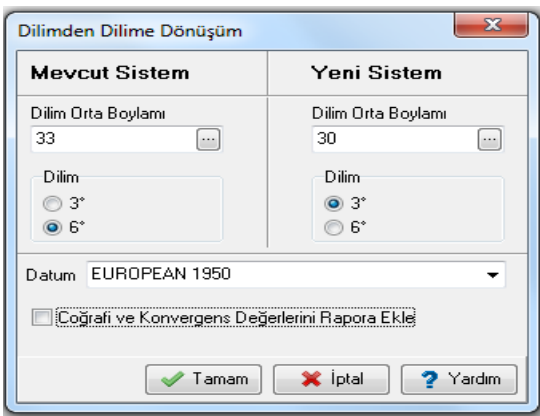 Dilimden Dilime Dönüşüm
Mevcut Sistem
Yeni Sistem
Dilim Orta Boylamı
Dilim Orta Boylamı
33 ...
30 ...
Dilim
Dilim
3°
3°
6°
6°
Datum EUROPEAN 1950
Coğrafi ve Konvergens Değerlerini Rapora Ekle
Tamam İptal ? Yardım